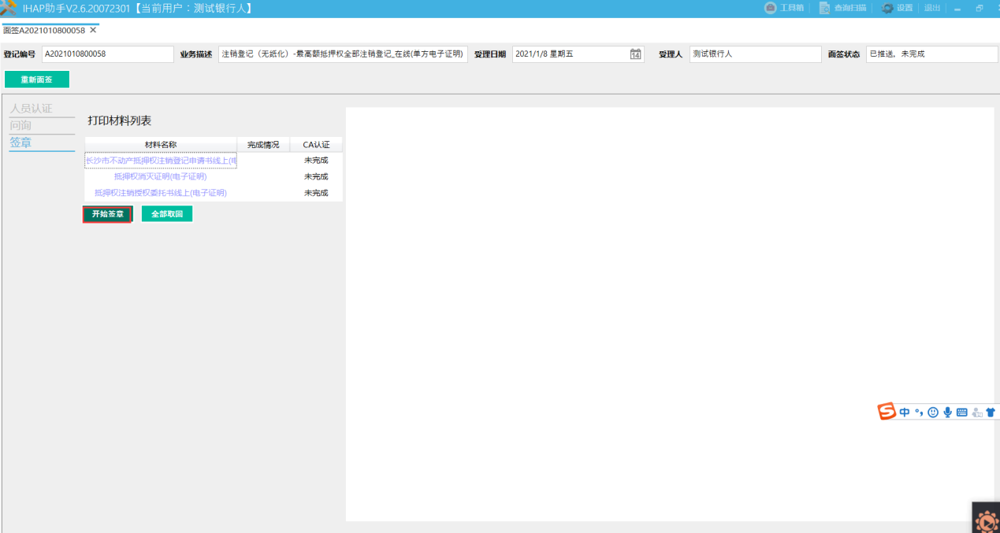 IHAP助手V2.6.20072301【当前用户：测试银行人】 工具箱 查询扫描 设置 退出
面签A2021010800058 ×
登记编号 A2021010800058 业务描述 注销登记（无纸化）-最高额抵押权全部注销登记_在线(单方电子证明) 受理日期 2021/1/8 星期五 14 受理人 测试银行人 面签状态 已推送，未完成
重新面签
人员认证
问询
签章
打印材料列表
材料名称 完成情况 CA认证
长沙市不动产抵押权注销登记申请书线上(电 未完成
抵押权消灭证明(电子证明) 未完成
抵押权注销授权委托书线上(电子证明) 未完成
开始签章 全部取回
S 中 °,